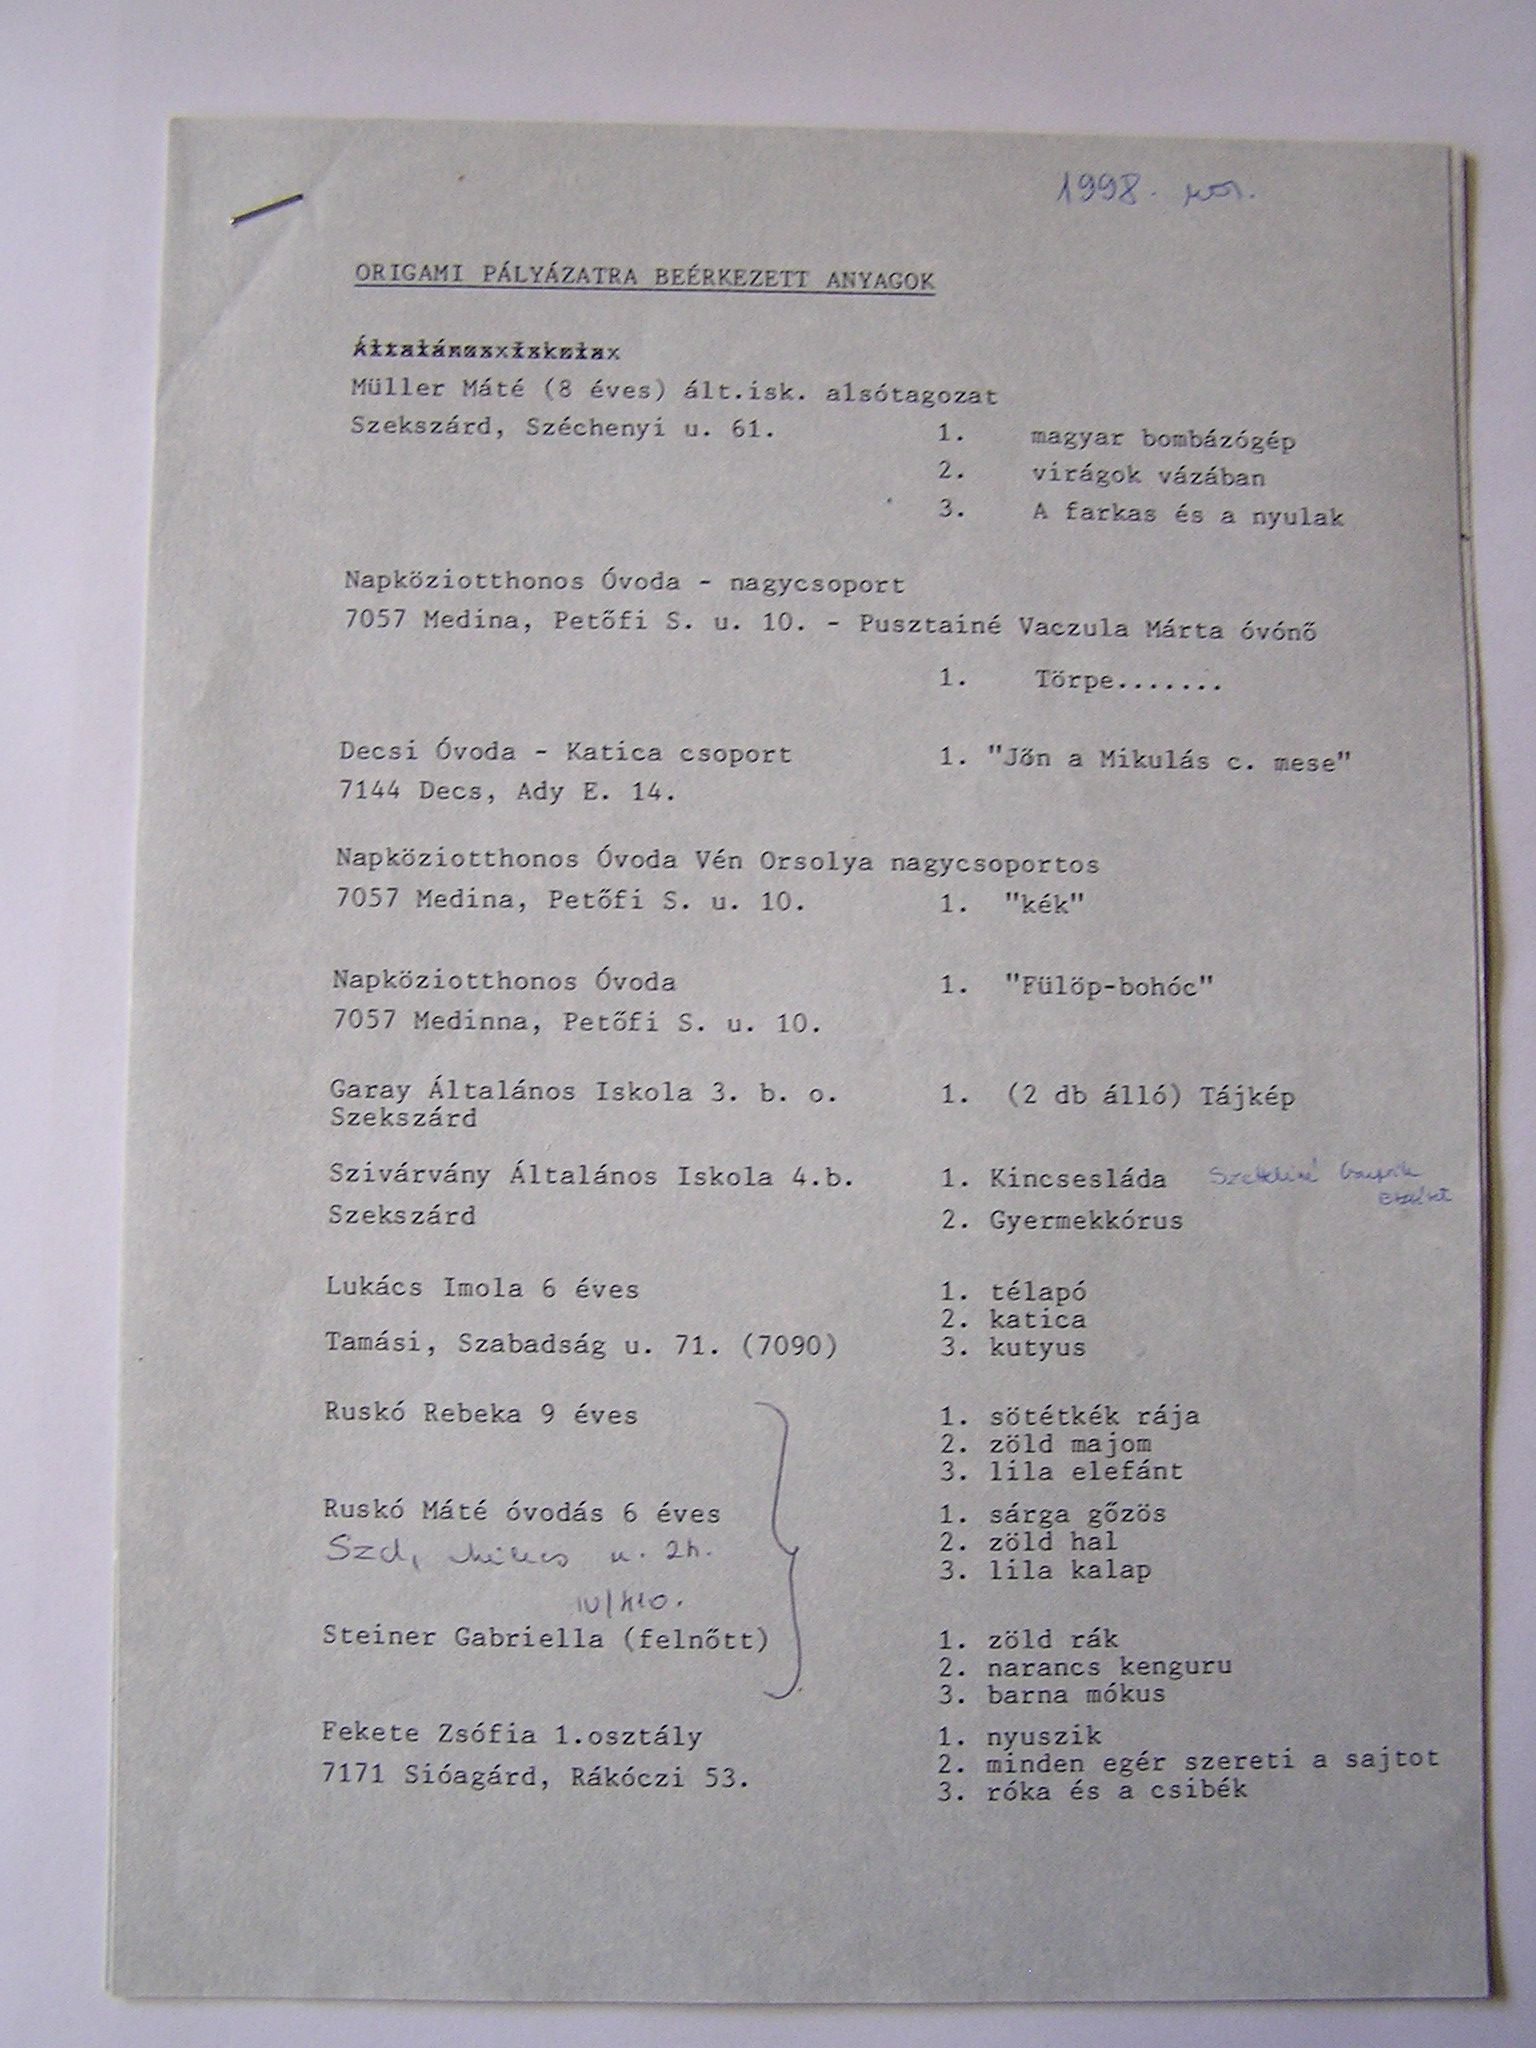 1998. nov.
ORIGAMI PÁLYÁZATRA BEÉRKEZETT ANYAGOK
Müller Máté (8 éves) ált.isk. alsótagozat
Szekszárd, Széchenyi u. 61. 1. magyar bombázógép
2. virágok vázában
3. A farkas és a nyulak
Napköziotthonos Óvoda - nagycsoport
7057 Medina, Petőfi S. u. 10. - Pusztainé Vaczula Márta óvónő
1. Törpe.......
Decsi Óvoda - Katica csoport 1. "Jön a Mikulás c. mese"
7144 Decs, Ady E. 14.
Napköziotthonos Óvoda Vén Orsolya nagycsoportos
7057 Medina, Petőfi S. u. 10. 1. "kék"
Napköziotthonos Óvoda 1. "Fülöp-bohóc"
7057 Medinna, Petőfi S. u. 10.
Garay Általános Iskola 3. b. o. 1. (2 db álló) Tájkép
Szekszárd
Szivárvány Általános Iskola 4.b. 1. Kincsesláda
Szekszárd 2. Gyermekkórus
Lukács Imola 6 éves 1. télapó
2. katica
Tamási, Szabadság u. 71. (7090) 3. kutyus
Ruskó Rebeka 9 éves 1. sötétkék rája
2. zöld majom
3. lila elefánt
Ruskó Máté óvodás 6 éves 1. sárga gőzös
Szd, u. 2. zöld hal
3. lila kalap
Steiner Gabriella (felnőtt) 1. zöld rák
2. narancs kenguru
3. barna mókus
Fekete Zsófia 1.osztály 1. nyuszik
2. minden egér szereti a sajtot
7171 Sióagárd, Rákóczi 53. 3. róka és a csibék